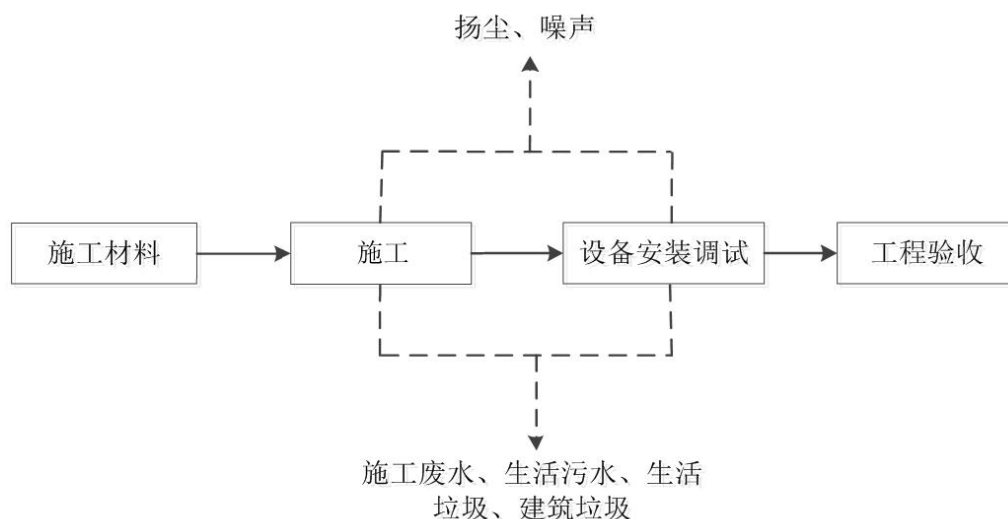 扬尘、噪声
施工材料
施工
设备安装调试
工程验收
施工废水、生活污水、生活
垃圾、建筑垃圾